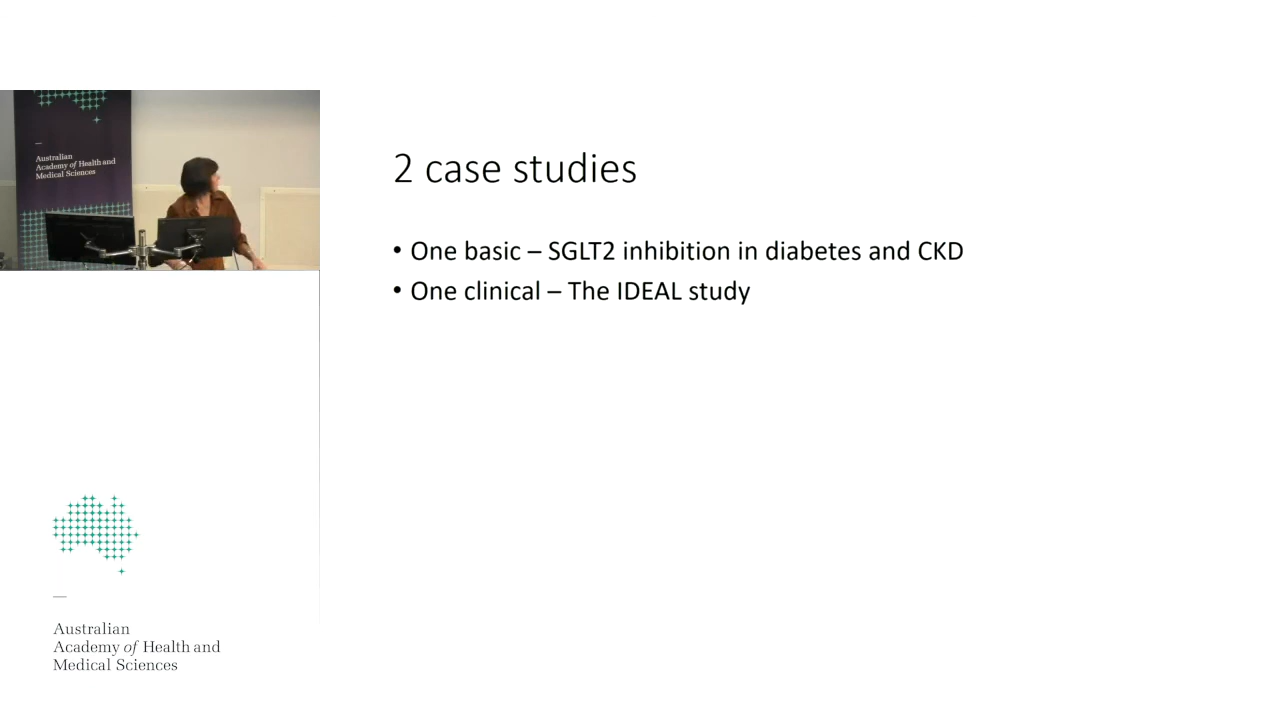 Australian
Academy of Health and
Medical Sciences
2 case studies
• One basic – SGLT2 inhibition in diabetes and CKD
• One clinical – The IDEAL study
Australian
Academy of Health and
Medical Sciences